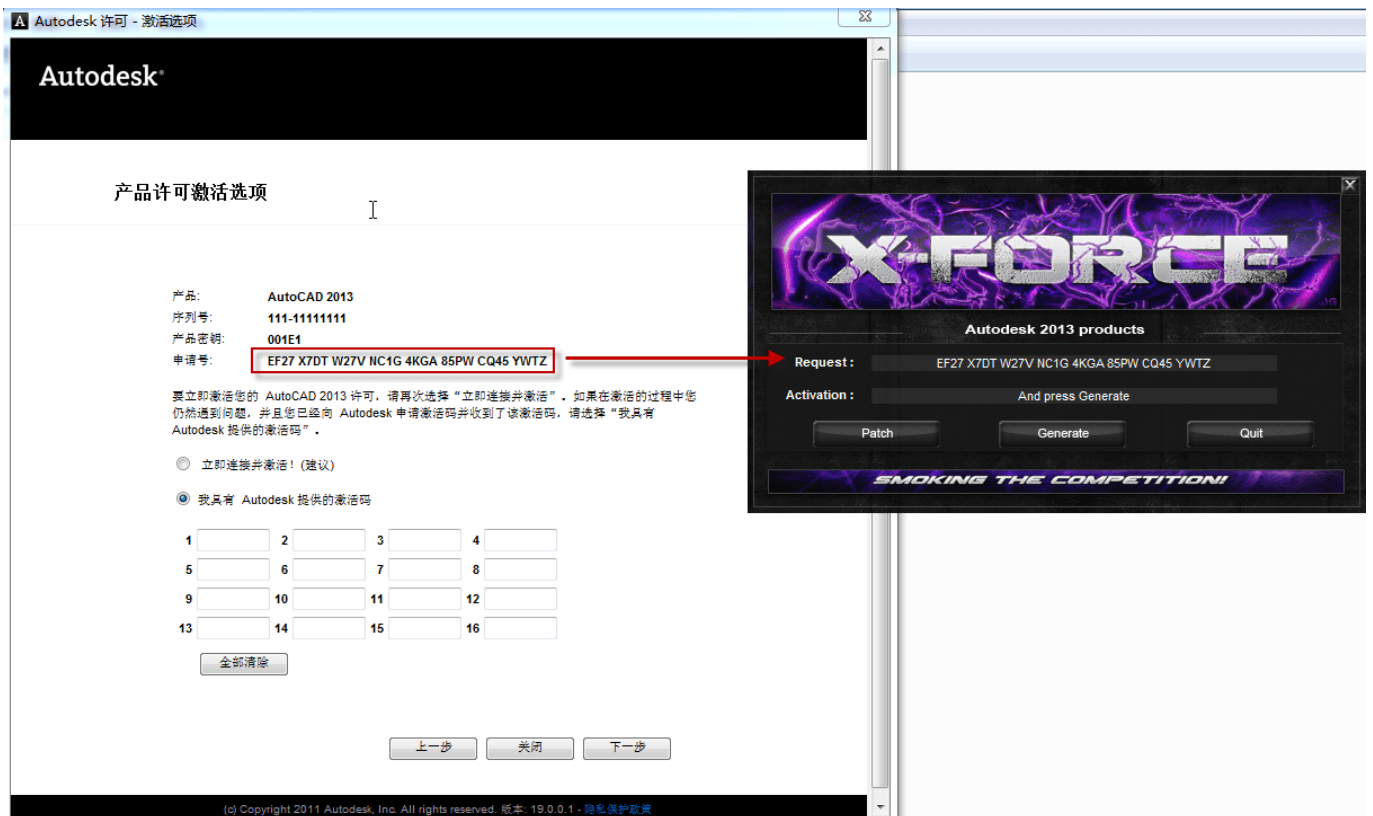 Autodesk 许可 - 激活选项
Autodesk
产品许可激活选项
产品: AutoCAD 2013
序列号: 111-11111111
产品密钥: 001E1
申请号: EF27 X7DT W27V NC1G 4KGA 85PW CQ45 YWTZ
要立即激活您的 AutoCAD 2013 许可，请再次选择“立即连接并激活”。如果在激活的过程中您
仍然遇到问题，并且您已经向 Autodesk 申请激活码并收到了该激活码，请选择“我具有
Autodesk 提供的激活码”。
立即连接并激活! (建议)
我具有 Autodesk 提供的激活码
1 2 3 4
5 6 7 8
9 10 11 12
13 14 15 16
全部清除
上一步 关闭 下一步
(c) Copyright 2011 Autodesk, Inc. All rights reserved. 版本: 19.0.0.1 - 隐私保护政策
X-FORCE
Autodesk 2013 products
Request : EF27 X7DT W27V NC1G 4KGA 85PW CQ45 YWTZ
Activation : And press Generate
Patch Generate Quit
SMOKING THE COMPETITION!